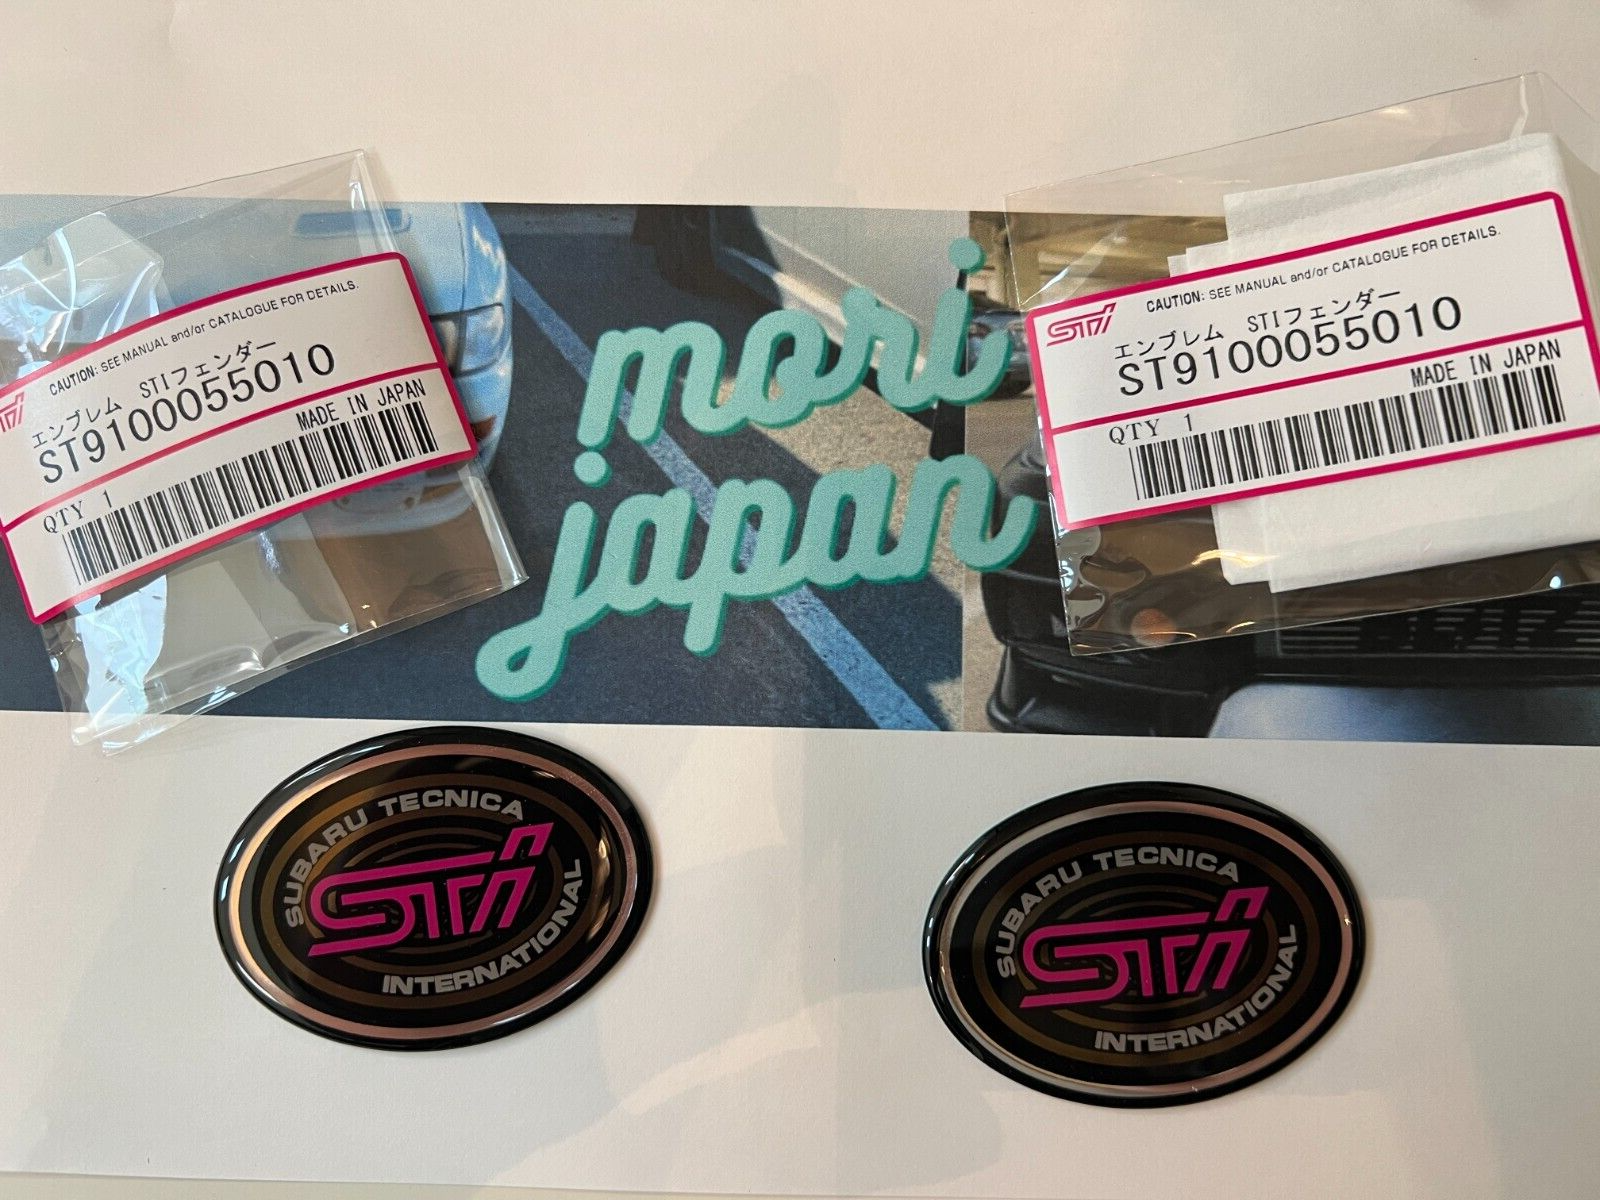 CAUTION: SEE MANUAL and/or CATALOGUE FOR DETAILS.
エンブレム STIフェンダー
ST9100055010
MADE IN JAPAN
QTY 1
mori
japan
STi
CAUTION: SEE MANUAL and/or CATALOGUE FOR DETAILS.
エンブレム STIフェンダー
ST9100055010
MADE IN JAPAN
QTY 1
SUBARU TECNICA
STi
INTERNATIONAL
SUBARU TECNICA
STi
INTERNATIONAL